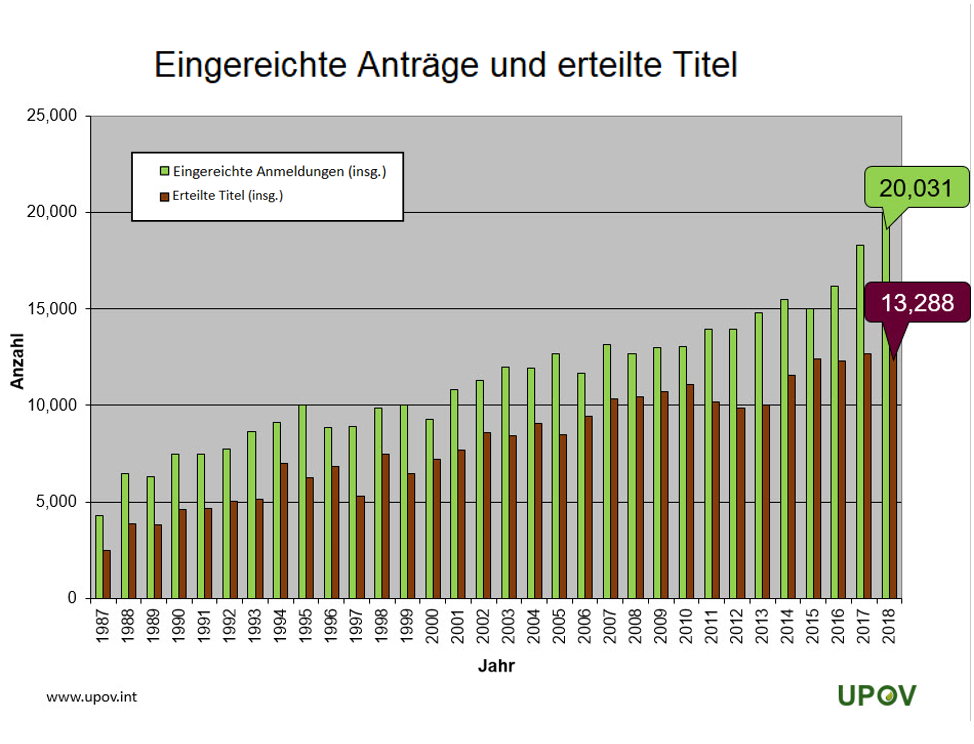 Eingereichte Anträge und erteilte Titel
25,000
20,000
15,000
10,000
5,000
0
Anzahl
Eingereichte Anmeldungen (insg.)
Erteilte Titel (insg.)
20,031
13,288
1987 1988 1989 1990 1991 1992 1993 1994 1995 1996 1997 1998 1999 2000 2001 2002 2003 2004 2005 2006 2007 2008 2009 2010 2011 2012 2013 2014 2015 2016 2017 2018
Jahr
www.upov.int
UPOV